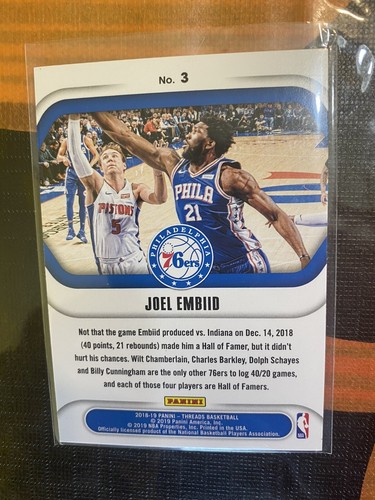 No. 3
PISTONS
5
PHILA
21
PHILADELPHIA
76ers
JOEL EMBIID
Not that the game Embiid produced vs. Indiana on Dec. 14, 2018
(40 points, 21 rebounds) made him a Hall of Famer, but it didn't
hurt his chances. Wilt Chamberlain, Charles Barkley, Dolph Schayes
and Billy Cunningham are the only other 76ers to log 40/20 games,
and each of those four players are Hall of Famers.
PANINI
2018-19 PANINI – THREADS BASKETBALL
© 2019 Panini America, Inc.
© 2019 NBA Properties, Inc. Printed in the USA.
Officially licensed product of the National Basketball Players Association.